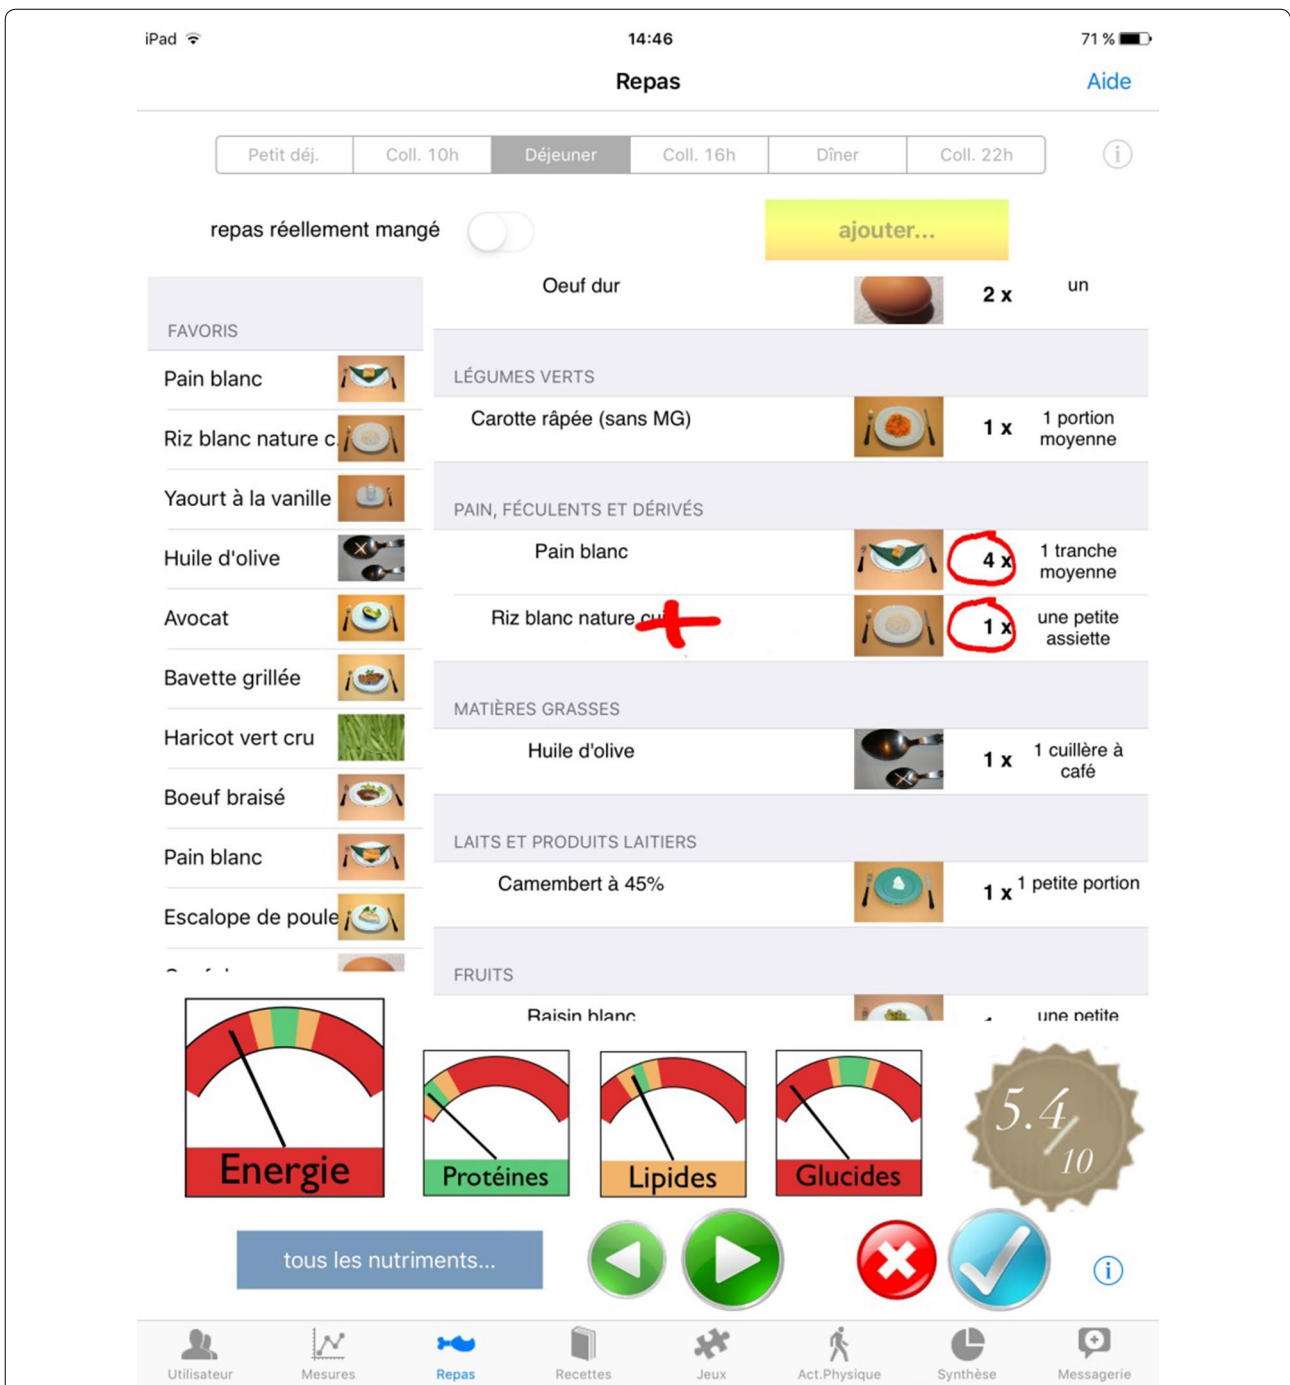 iPad 14:46 71 %
Repas Aide
Petit déj. Coll. 10h Déjeuner Coll. 16h Dîner Coll. 22h
repas réellement mangé ajouter...
Oeuf dur 2 x un
FAVORIS
Pain blanc
Riz blanc nature c.
Yaourt à la vanille
Huile d'olive
Avocat
Bavette grillée
Haricot vert cru
Boeuf braisé
Pain blanc
Escalope de poule
LÉGUMES VERTS
Carotte râpée (sans MG) 1 x 1 portion
moyenne
PAIN, FÉCULENTS ET DÉRIVÉS
Pain blanc 4 x 1 tranche
moyenne
Riz blanc nature 1 x une petite
assiette
MATIÈRES GRASSES
Huile d'olive 1 x 1 cuillère à
café
LAITS ET PRODUITS LAITIERS
Camembert à 45% 1 x 1 petite portion
FRUITS
Raisin blanc une petite
Energie Protéines Lipides Glucides 5.4/10
tous les nutriments...
Utilisateur Mesures Repas Recettes Jeux Act.Physique Synthèse Messagerie